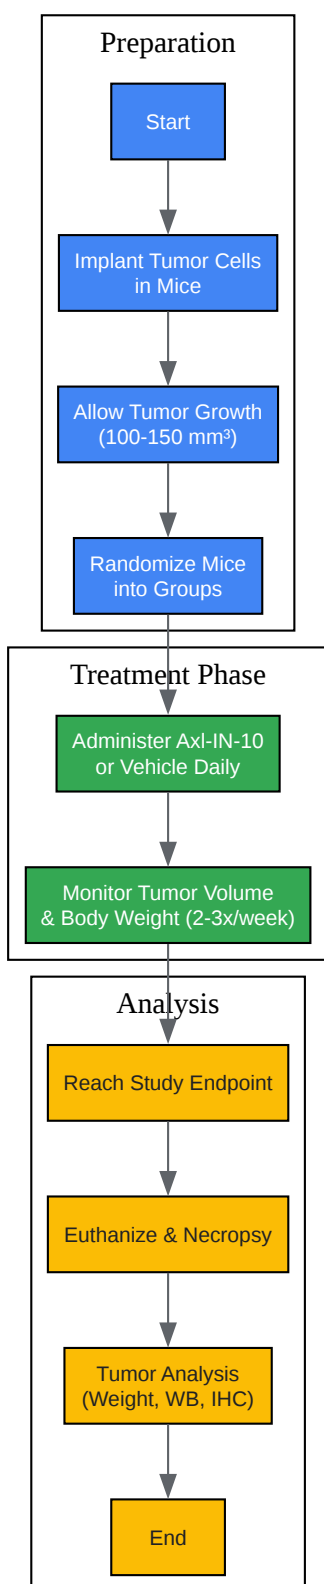 Preparation
Start
Implant Tumor Cells
in Mice
Allow Tumor Growth
(100-150 mm³)
Randomize Mice
into Groups
Treatment Phase
Administer Axl-IN-10
or Vehicle Daily
Monitor Tumor Volume
& Body Weight (2-3x/week)
Analysis
Reach Study Endpoint
Euthanize & Necropsy
Tumor Analysis
(Weight, WB, IHC)
End